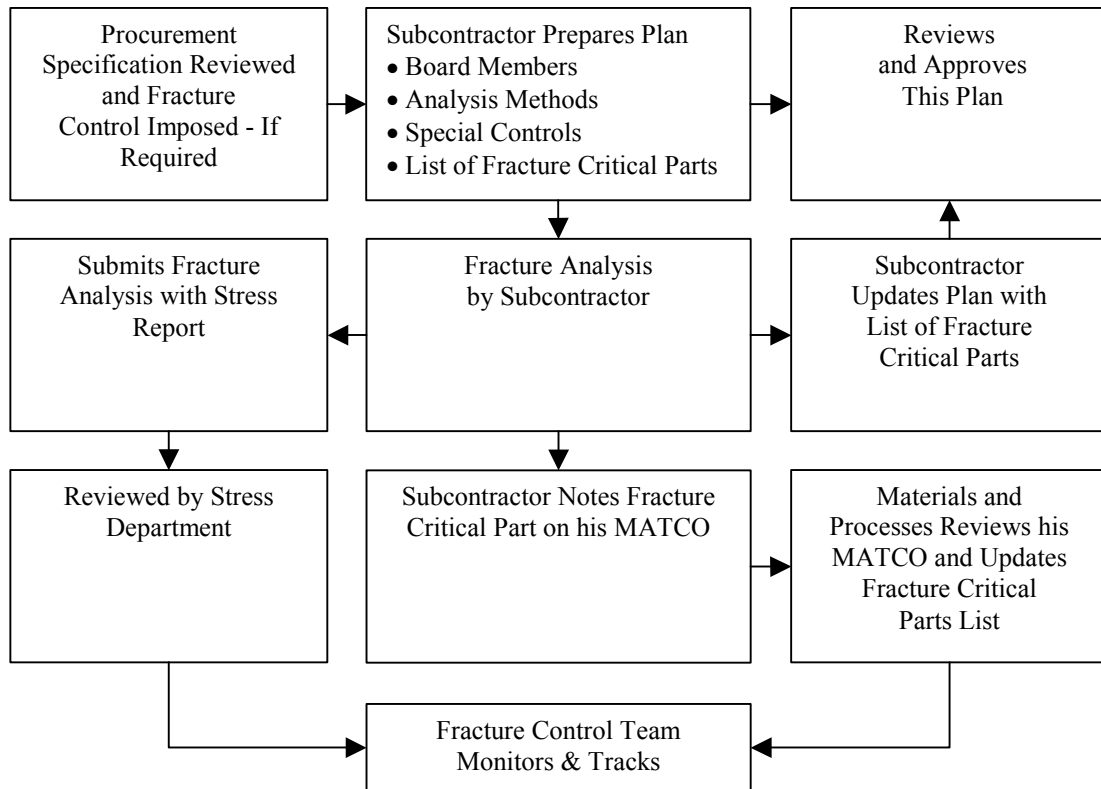 Procurement
Specification Reviewed
and Fracture
Control Imposed - If
Required
Subcontractor Prepares Plan
• Board Members
• Analysis Methods
• Special Controls
• List of Fracture Critical Parts
Reviews
and Approves
This Plan
Submits Fracture
Analysis with Stress
Report
Fracture Analysis
by Subcontractor
Subcontractor
Updates Plan with
List of Fracture
Critical Parts
Reviewed by Stress
Department
Subcontractor Notes Fracture
Critical Part on his MATCO
Materials and
Processes Reviews his
MATCO and Updates
Fracture Critical
Parts List
Fracture Control Team
Monitors & Tracks